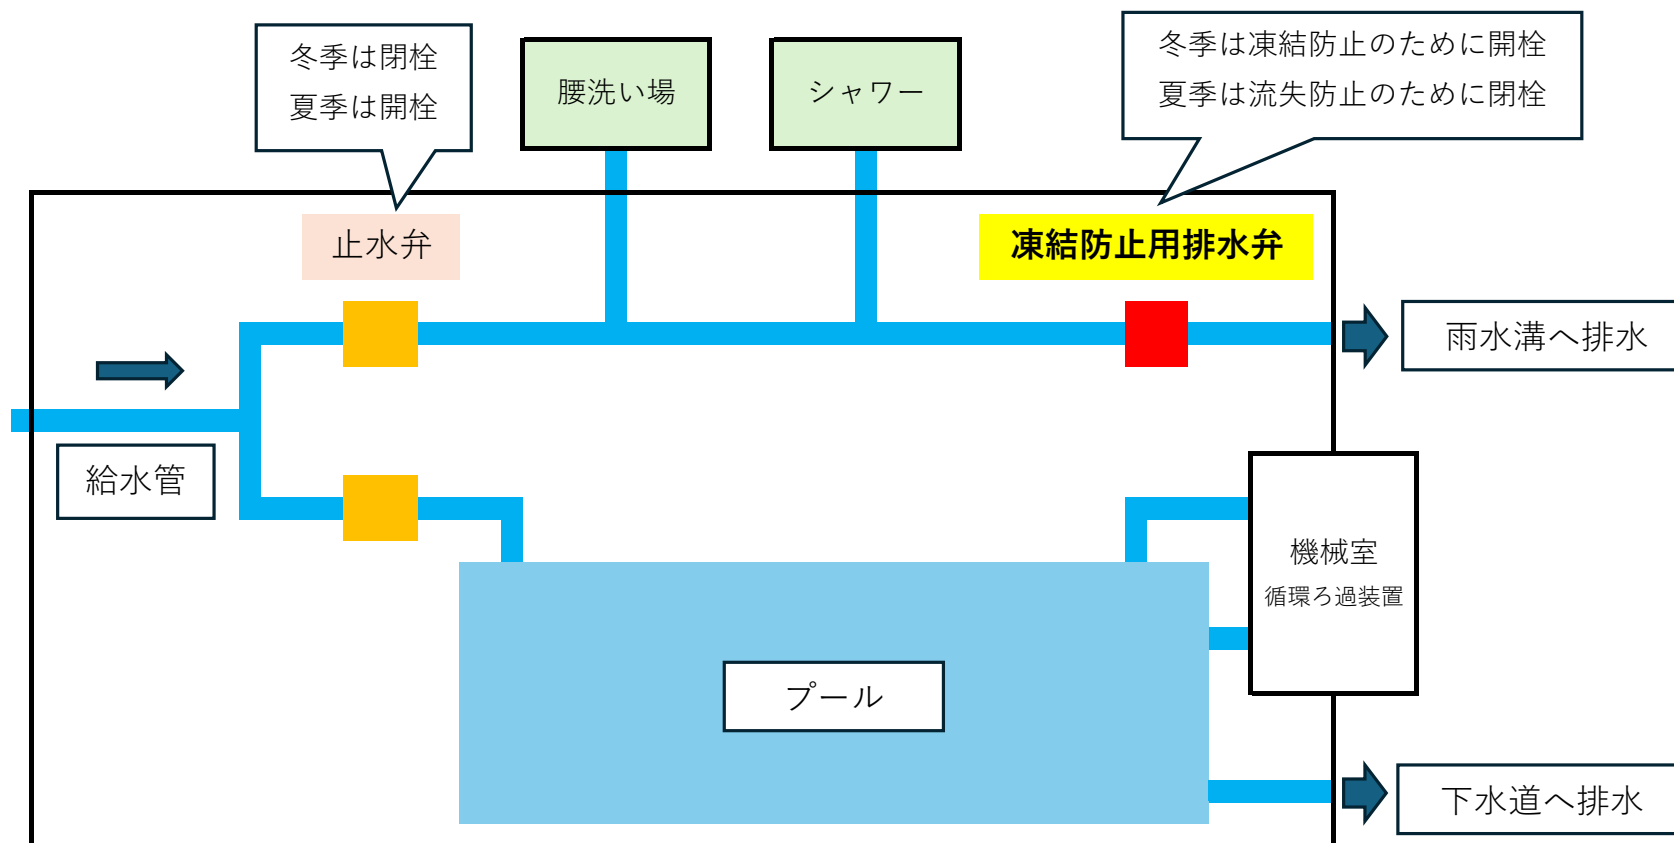 冬季は閉栓
夏季は開栓
腰洗い場
シャワー
冬季は凍結防止のために開栓
夏季は流失防止のために閉栓
止水弁
凍結防止用排水弁
雨水溝へ排水
給水管
機械室
循環ろ過装置
プール
下水道へ排水